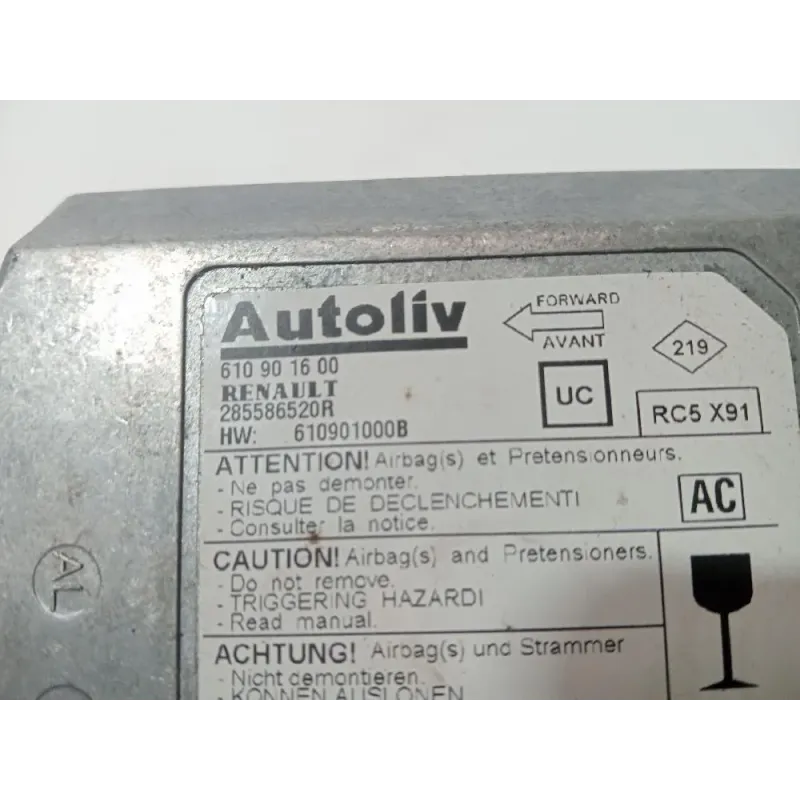 Autoliv
FORWARD
AVANT
219
610 90 16 00
RENAULT
285586520R
HW: 610901000B
UC
RC5 X91
ATTENTION! Airbag(s) et Pretensionneurs.
- Ne pas demonter.
- RISQUE DE DECLENCHEMENT!
- Consulter la notice.
AC
CAUTION! Airbag(s) and Pretensioners.
- Do not remove.
- TRIGGERING HAZARD!
- Read manual.
ACHTUNG! Airbag(s) und Strammer
- Nicht demontieren.
- KONNEN AUSLONEN
AL